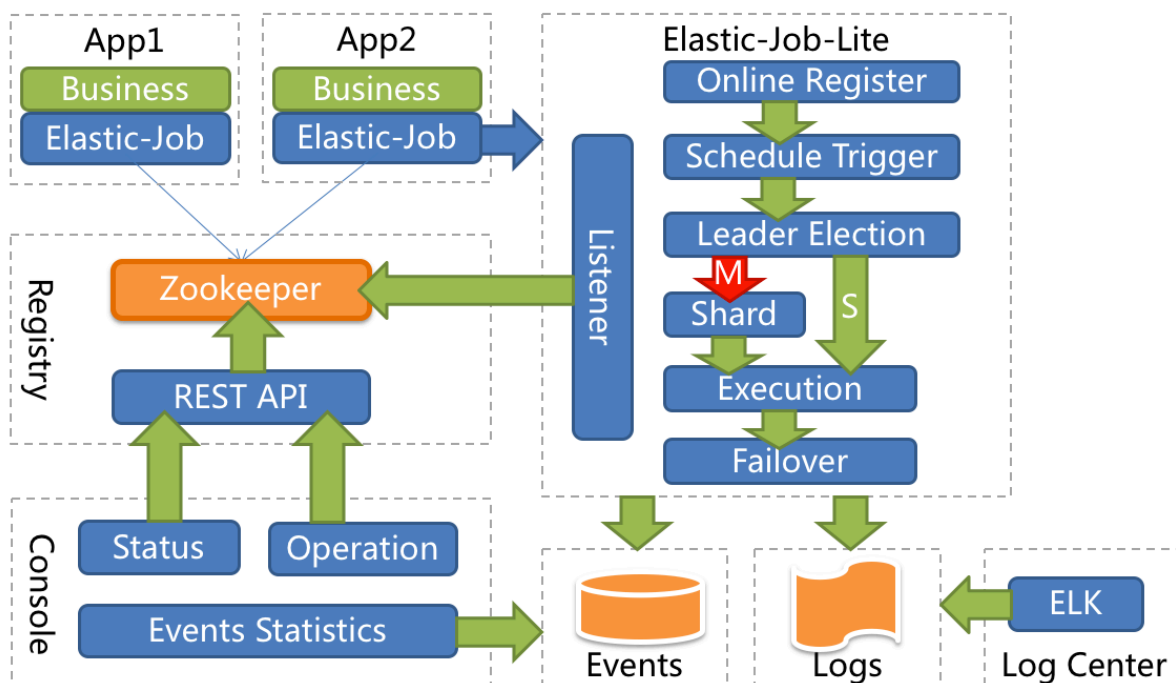 App1
Business
Elastic-Job
App2
Business
Elastic-Job
Elastic-Job-Lite
Online Register
Schedule Trigger
Leader Election
M
S
Shard
Execution
Failover
Listener
Registry
Zookeeper
REST API
Console
Status
Operation
Events Statistics
Events
Logs
ELK
Log Center